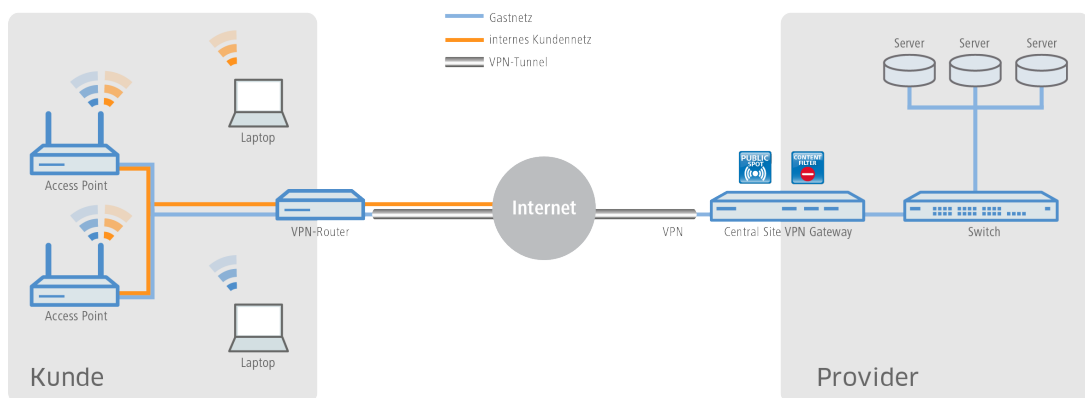 Gastnetz
internes Kundennetz
VPN-Tunnel
Laptop
Access Point
Access Point
Laptop
VPN-Router
Kunde
Internet
VPN
Server
Server
Server
PUBLIC
SPOT
CONTENT
FILTER
Central Site VPN Gateway
Switch
Provider